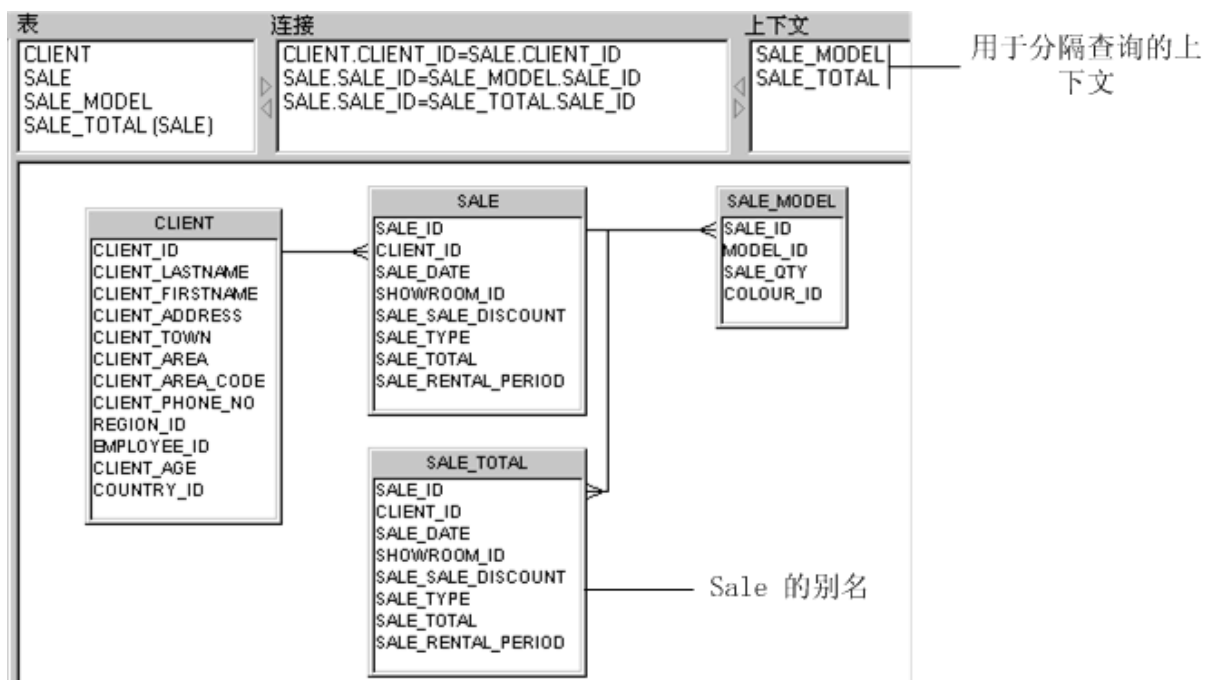 表
连接
上下文
CLIENT
SALE
SALE_MODEL
SALE_TOTAL (SALE)
CLIENT.CLIENT_ID=SALE.CLIENT_ID
SALE.SALE_ID=SALE_MODEL.SALE_ID
SALE.SALE_ID=SALE_TOTAL.SALE_ID
SALE_MODEL
SALE_TOTAL
用于分隔查询的上
下文
CLIENT
CLIENT_ID
CLIENT_LASTNAME
CLIENT_FIRSTNAME
CLIENT_ADDRESS
CLIENT_TOWN
CLIENT_AREA
CLIENT_AREA_CODE
CLIENT_PHONE_NO
REGION_ID
EMPLOYEE_ID
CLIENT_AGE
COUNTRY_ID
SALE
SALE_ID
CLIENT_ID
SALE_DATE
SHOWROOM_ID
SALE_SALE_DISCOUNT
SALE_TYPE
SALE_TOTAL
SALE_RENTAL_PERIOD
SALE_MODEL
SALE_ID
MODEL_ID
SALE_QTY
COLOUR_ID
SALE_TOTAL
SALE_ID
CLIENT_ID
SALE_DATE
SHOWROOM_ID
SALE_SALE_DISCOUNT
SALE_TYPE
SALE_TOTAL
SALE_RENTAL_PERIOD
Sale 的别名